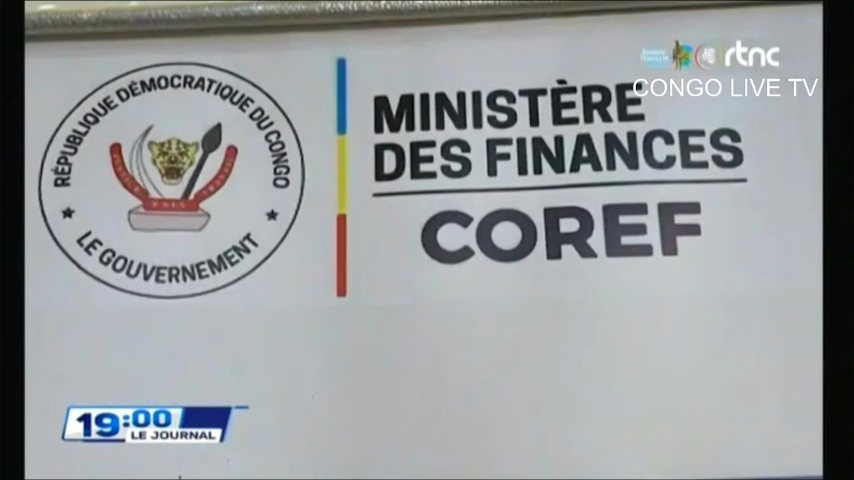 RÉPUBLIQUE DÉMOCRATIQUE DU CONGO
LE GOUVERNEMENT
MINISTÈRE
DES FINANCES
COREF
rtnc
CONGO LIVE TV
19:00
LE JOURNAL